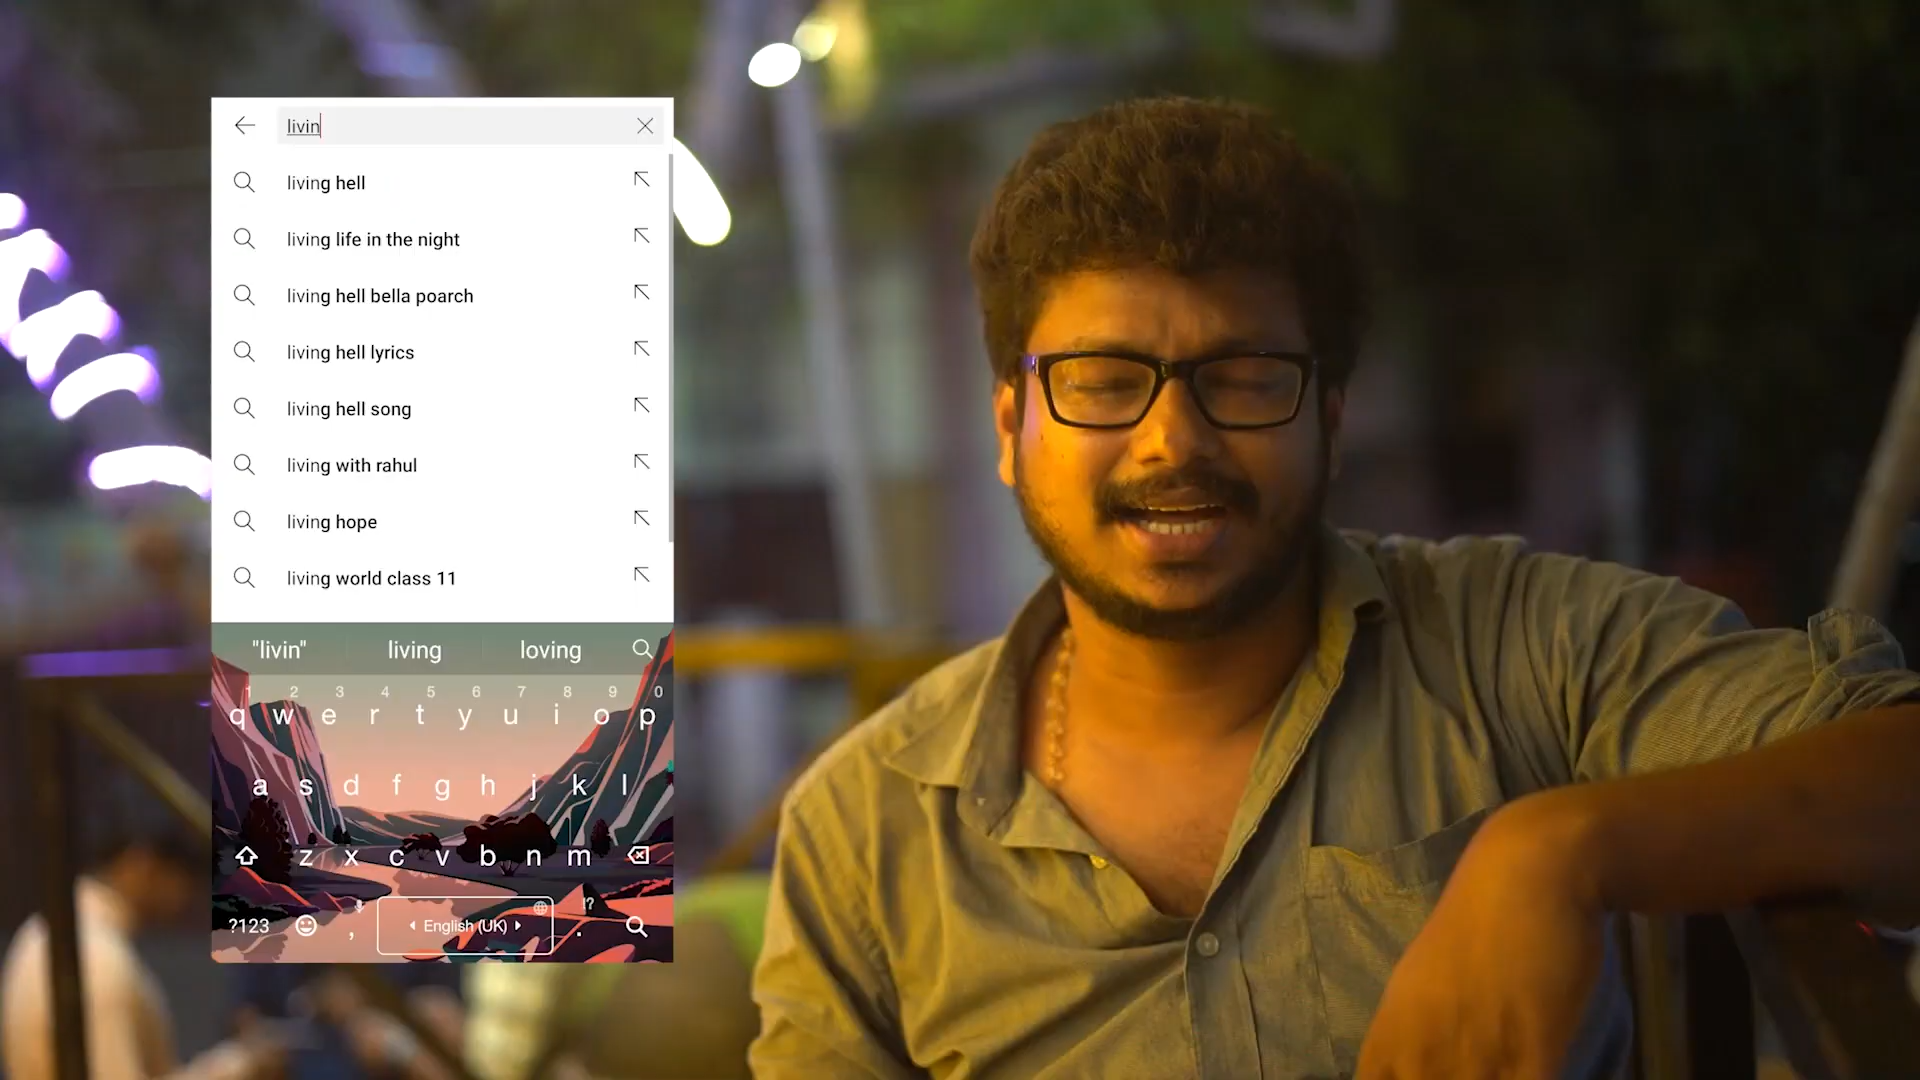 livin
living hell
living life in the night
living hell bella poarch
living hell lyrics
living hell song
living with rahul
living hope
living world class 11
"livin" living loving
1 2 3 4 5 6 7 8 9 0
q w e r t y u i o p
a s d f g h j k l
z x c v b n m
!?
?123 , English (UK) .